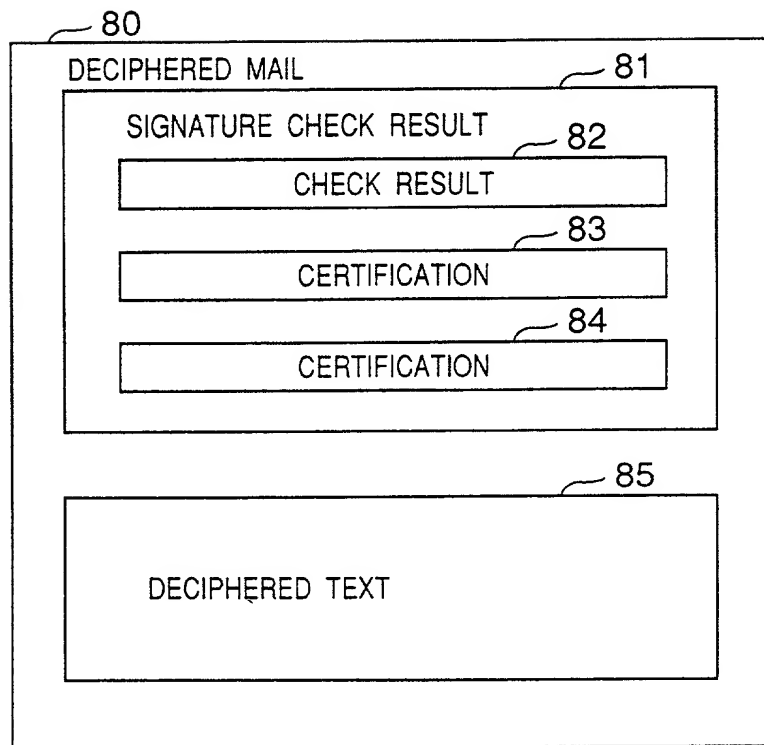 80
DECIPHERED MAIL
81
SIGNATURE CHECK RESULT
82
CHECK RESULT
83
CERTIFICATION
84
CERTIFICATION
85
DECIPHERED TEXT